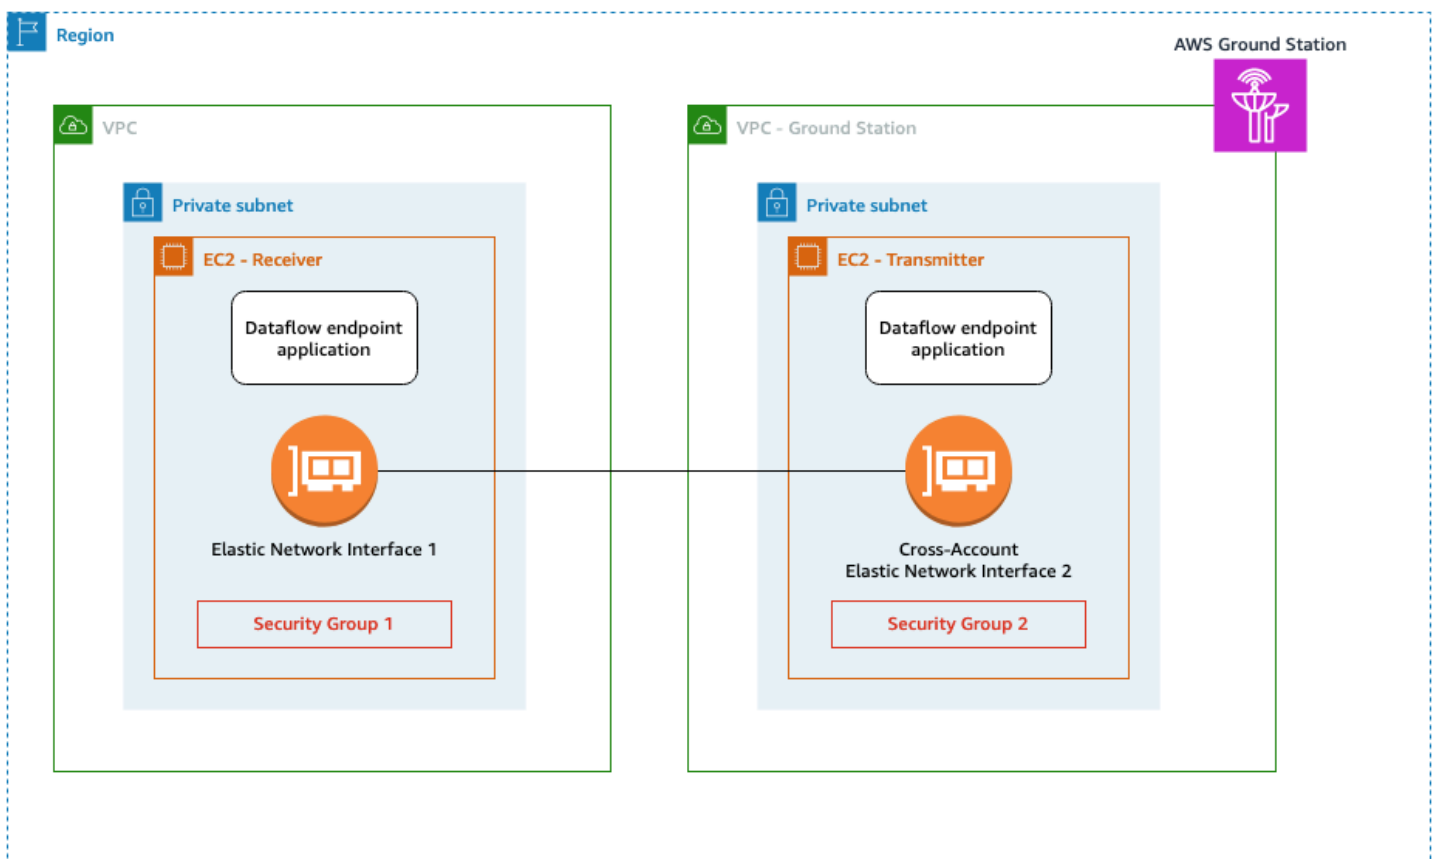 Region
AWS Ground Station
VPC
VPC - Ground Station
Private subnet
Private subnet
EC2 - Receiver
EC2 - Transmitter
Dataflow endpoint
application
Dataflow endpoint
application
Elastic Network Interface 1
Cross-Account
Elastic Network Interface 2
Security Group 1
Security Group 2